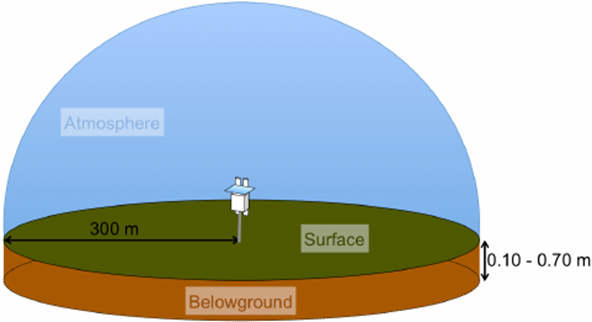 Atmosphere
300 m
Surface
0.10 - 0.70 m
Belowground